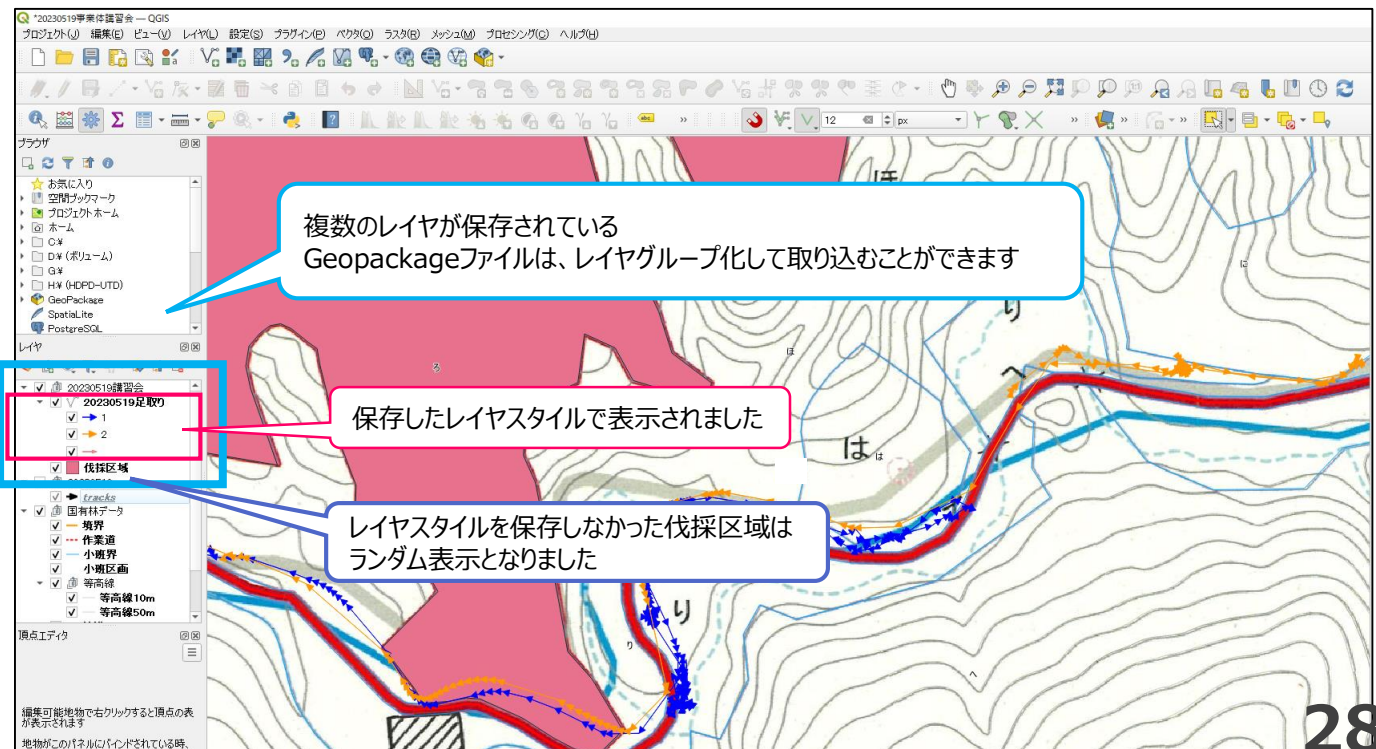 *20230519事業体講習会 — QGIS
プロジェクト(J) 編集(E) ビュー(V) レイヤ(L) 設定(S) プラグイン(P) ベクタ(O) ラスタ(R) メッシュ(M) プロセシング(C) ヘルプ(H)
12 px
abc
ブラウザ
お気に入り
空間ブックマーク
プロジェクトホーム
ホーム
C:¥
D:¥ (ボリューム)
G:¥
H:¥ (HDPD-UTD)
GeoPackage
SpatiaLite
PostgreSQL
複数のレイヤが保存されている
Geopackageファイルは、レイヤグループ化して取り込むことができます
レイヤ
20230519講習会
20230519足取り
1
2
伐採区域
tracks
国有林データ
境界
作業道
小班界
小班区画
等高線
等高線10m
等高線50m
保存したレイヤスタイルで表示されました
レイヤスタイルを保存しなかった伐採区域は
ランダム表示となりました
頂点エディタ
編集可能地物で右クリックすると頂点の表
が表示されます
地物がこのパネルにバインドされている時、
ほ
に
り
ほ
ろ
へ
は
は
り
り
へ
28